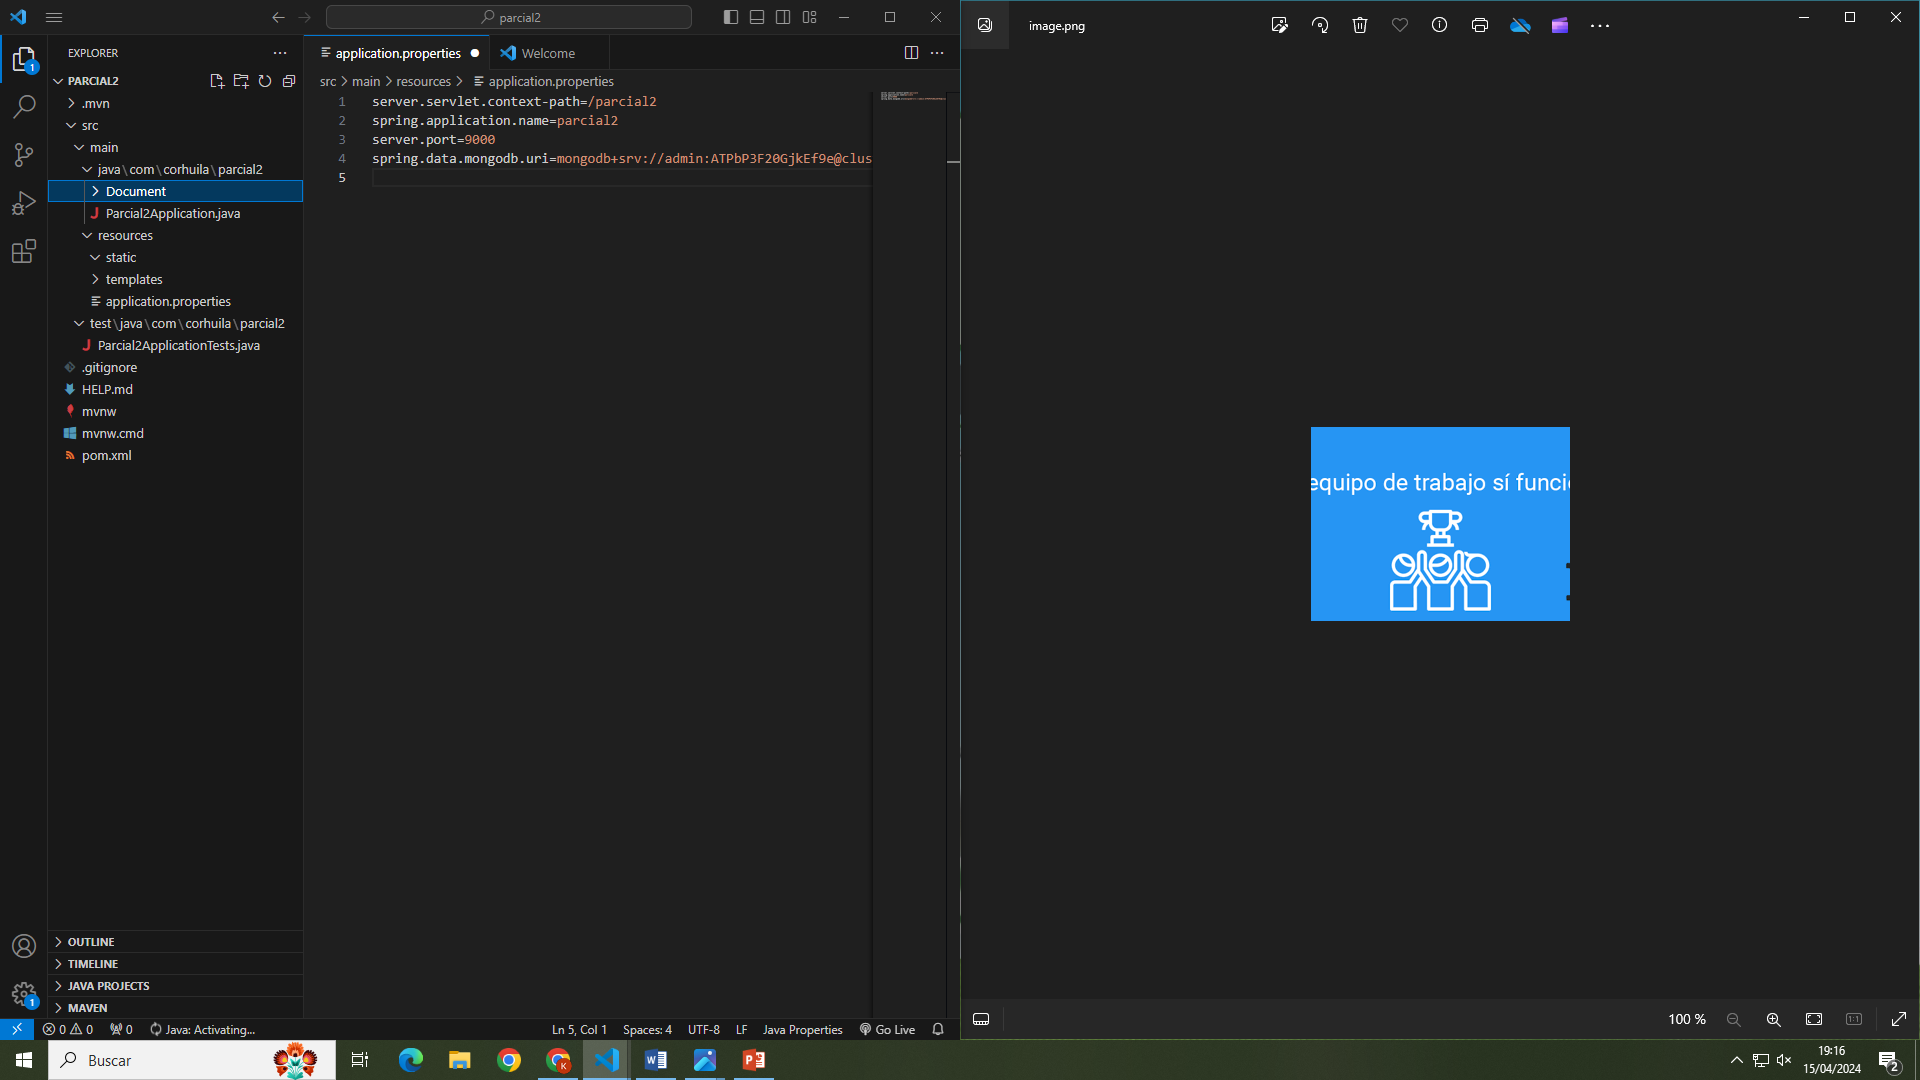 parcial2
EXPLORER
PARCIAL2
.mvn
src
main
java\com\corhuila\parcial2
Document
Parcial2Application.java
resources
static
templates
application.properties
test\java\com\corhuila\parcial2
Parcial2ApplicationTests.java
.gitignore
HELP.md
mvnw
mvnw.cmd
pom.xml
OUTLINE
TIMELINE
JAVA PROJECTS
MAVEN
application.properties
Welcome
src > main > resources > application.properties
1 server.servlet.context-path=/parcial2
2 spring.application.name=parcial2
3 server.port=9000
4 spring.data.mongodb.uri=mongodb+srv://admin:ATPbP3F20GjkEf9e@clus
5
0 0 0 Java: Activating... Ln 5, Col 1 Spaces: 4 UTF-8 LF Java Properties Go Live
image.png
equipo de trabajo sí funci
100 %
Buscar
19:16
15/04/2024
2